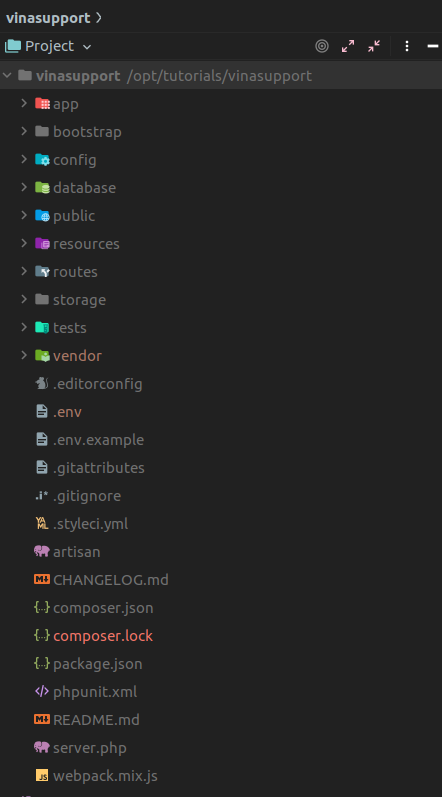 vinasupport
Project
vinasupport /opt/tutorials/vinasupport
app
bootstrap
config
database
public
resources
routes
storage
tests
vendor
.editorconfig
.env
.env.example
.gitattributes
.i* .gitignore
YAML .styleci.yml
artisan
CHANGELOG.md
composer.json
composer.lock
package.json
phpunit.xml
README.md
server.php
JS webpack.mix.js